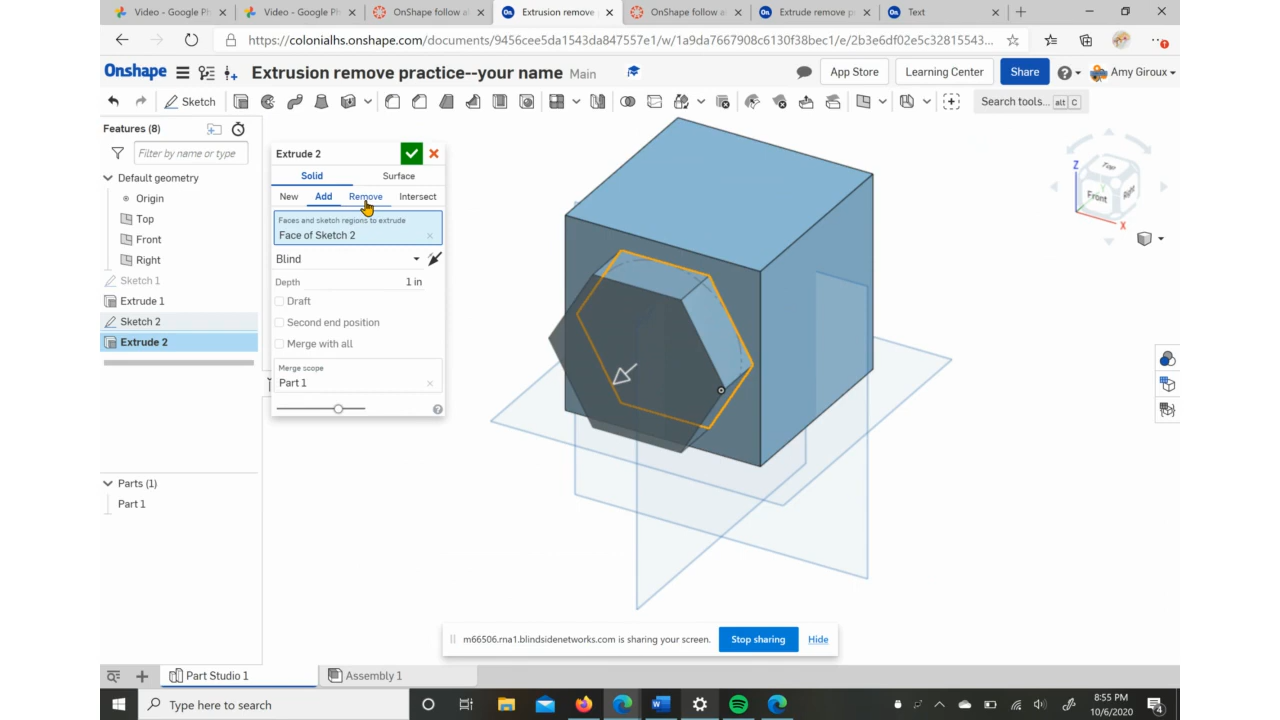 Video - Google Ph
Video - Google Ph
OnShape follow al
Extrusion remove
OnShape follow a
Extrude remove p
Text
https://colonialhs.onshape.com/documents/9456cee5da1543da847557e1/w/1a9da7667908c6130f38bec1/e/2b3e6df02e5c32815543...
Onshape
Extrusion remove practice--your name Main
App Store
Learning Center
Share
Amy Giroux
Sketch
Search tools... alt C
Features (8)
Filter by name or type
Default geometry
Origin
Top
Front
Right
Sketch 1
Extrude 1
Sketch 2
Extrude 2
Parts (1)
Part 1
Extrude 2
Solid Surface
New Add Remove Intersect
Faces and sketch regions to extrude
Face of Sketch 2
Blind
Depth 1 in
Draft
Second end position
Merge with all
Merge scope
Part 1
Z
Top
Front
Right
X
m66506.rna1.blindsidenetworks.com is sharing your screen. Stop sharing Hide
Part Studio 1
Assembly 1
Type here to search
8:55 PM
10/6/2020
4